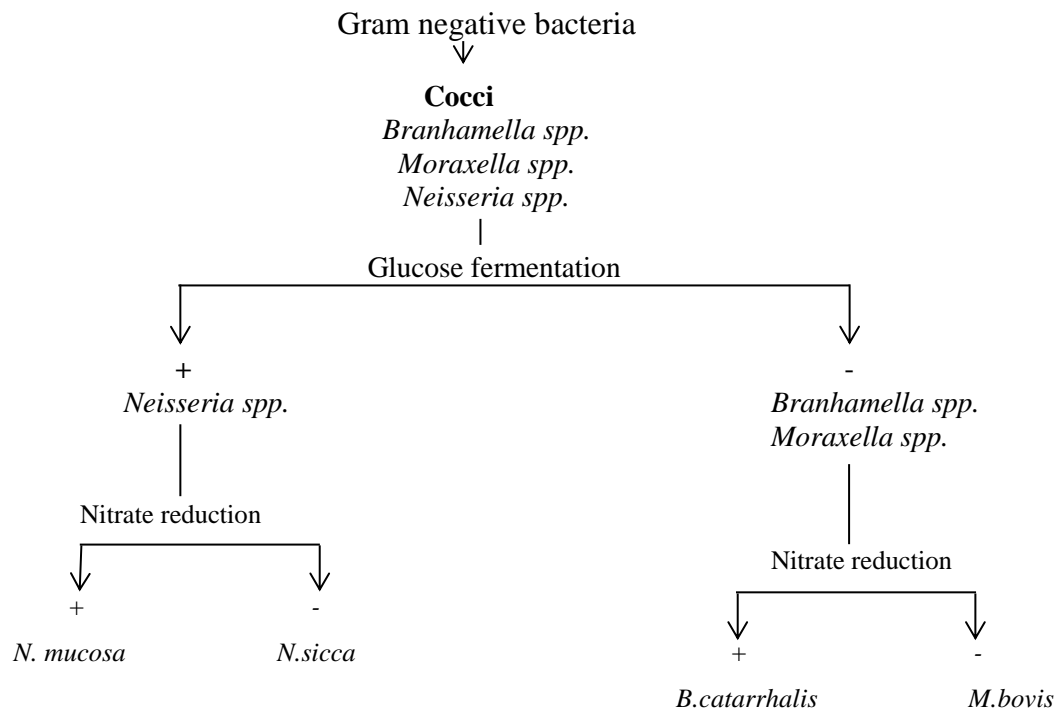 Gram negative bacteria
Cocci
Branhamella spp.
Moraxella spp.
Neisseria spp.
Glucose fermentation
+
Neisseria spp.
-
Branhamella spp.
Moraxella spp.
Nitrate reduction
+
-
N. mucosa
N.sicca
Nitrate reduction
+
-
B.catarrhalis
M.bovis